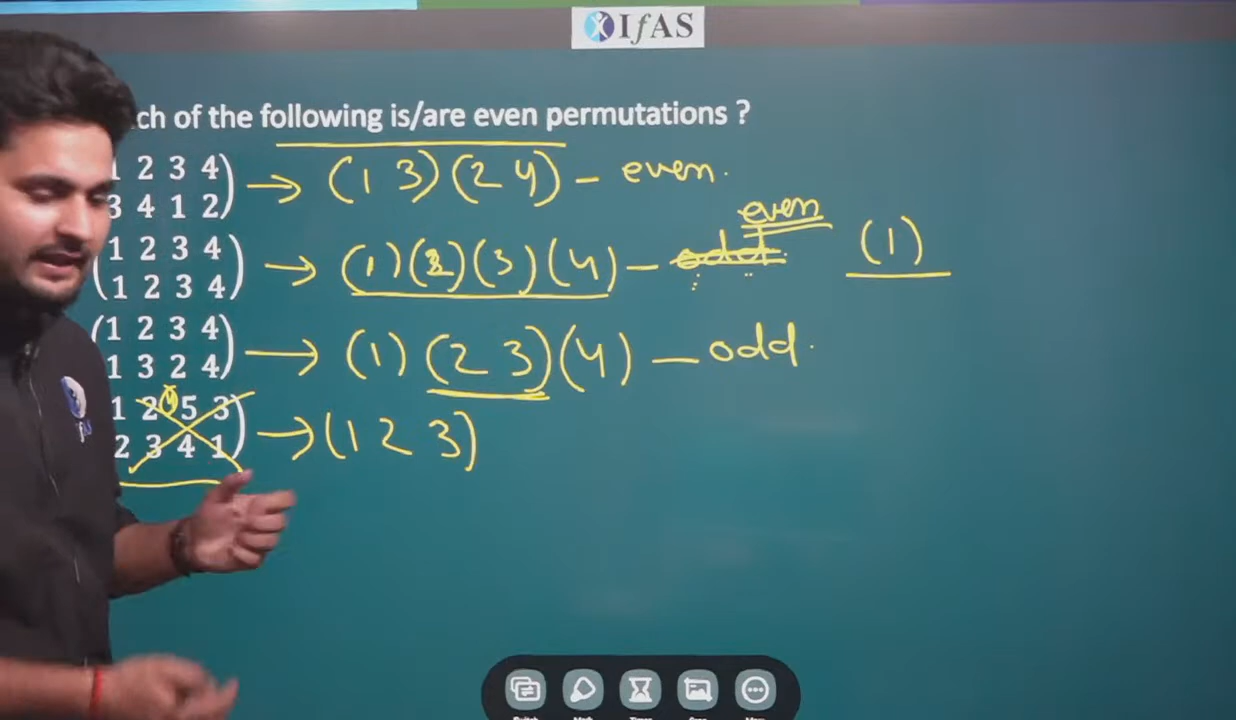 IfAS
ch of the following is/are even permutations ?
1 2 3 4) → (1 3)(2 4) – even.
3 4 1 2)
even
1 2 3 4) → (1)(2)(3)(4) – odd (1)
(1 2 3 4)
(1 2 3 4) → (1) (2 3)(4) – odd.
1 3 2 4)
4
1 2 5 3) → (1 2 3)
2 3 4 1)